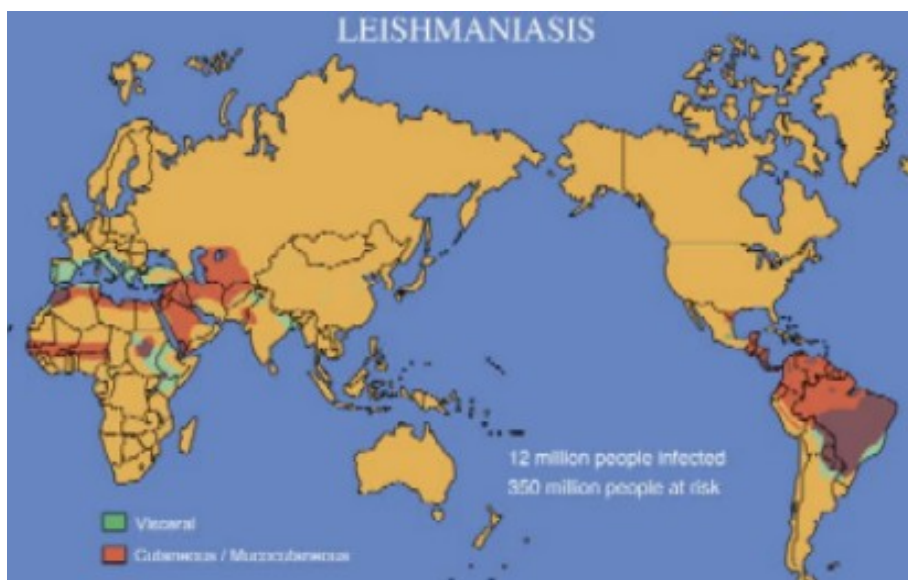 LEISHMANIASIS
12 million people infected
350 million people at risk
Visceral
Cutaneous / Mucocutaneous